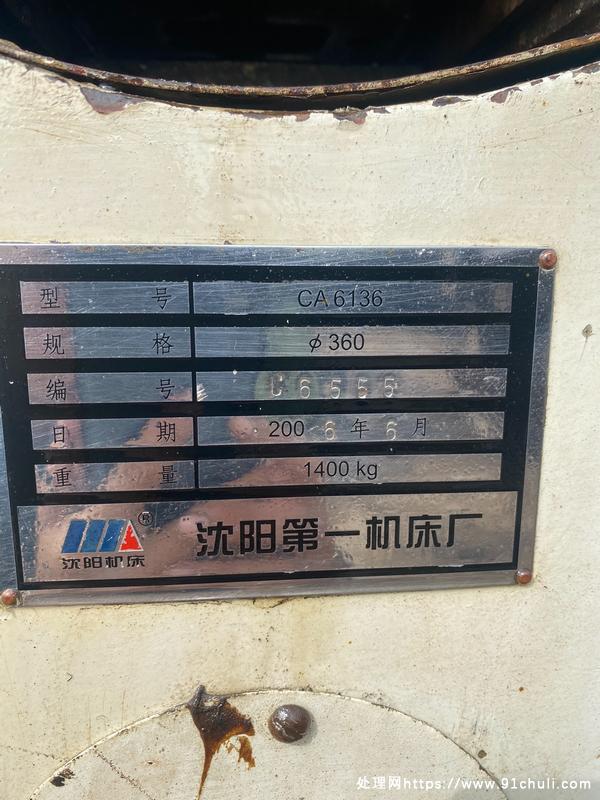 型号 CA6136
规格 φ360
编号 C6555
日期 2006年6月
重量 1400 kg
沈阳机床 沈阳第一机床厂
处理网https://www.91chuli.com